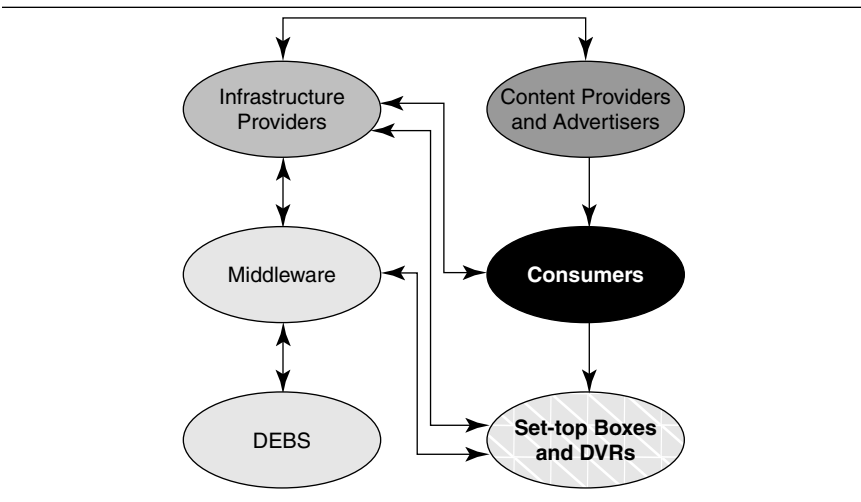 Infrastructure
Providers
Content Providers
and Advertisers
Middleware
Consumers
DEBS
Set-top Boxes
and DVRs